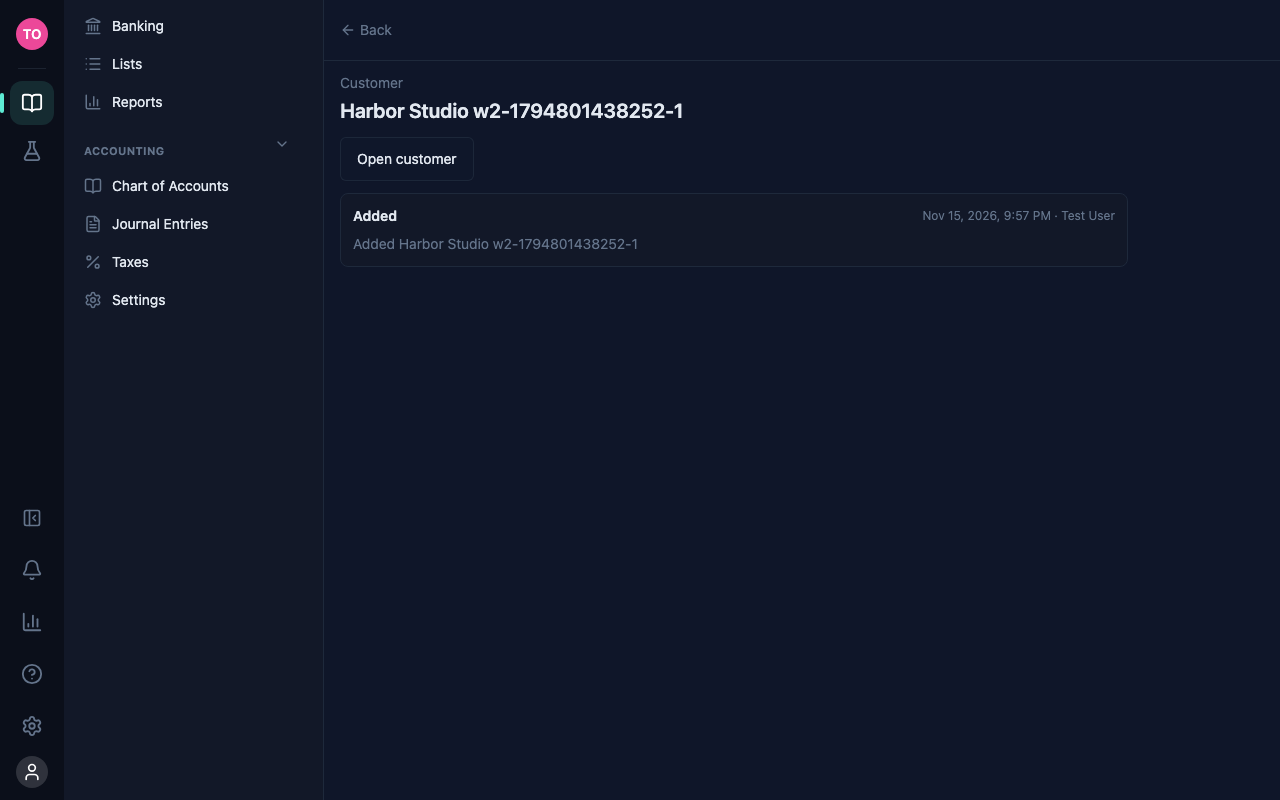 TO
Banking
Lists
Reports
ACCOUNTING
Chart of Accounts
Journal Entries
Taxes
Settings
Back
Customer
Harbor Studio w2-1794801438252-1
Open customer
Added
Nov 15, 2026, 9:57 PM · Test User
Added Harbor Studio w2-1794801438252-1